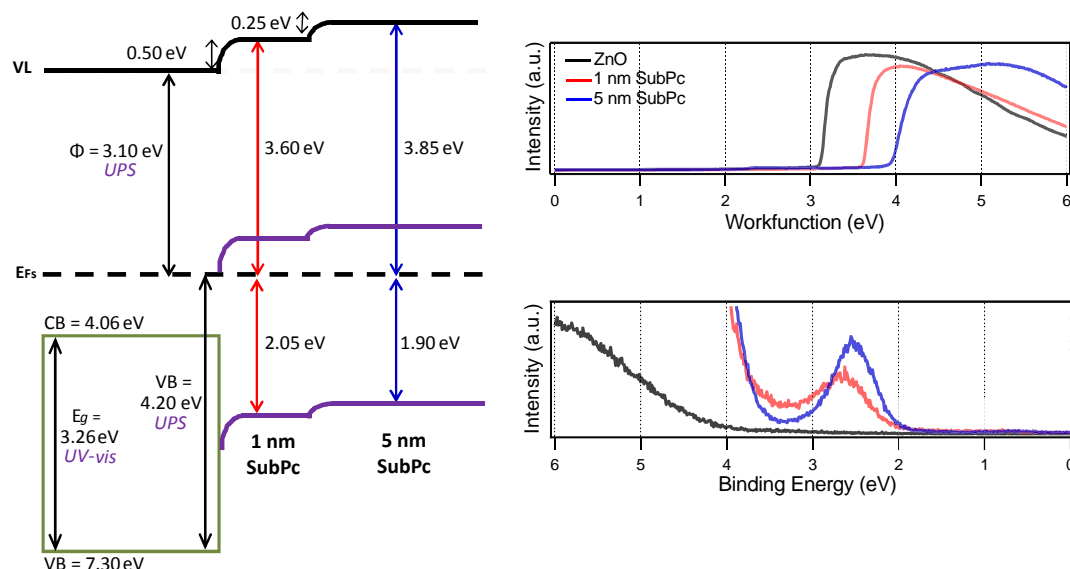 0.25 eV
0.50 eV
VL
Φ = 3.10 eV
UPS
3.60 eV
3.85 eV
EFs
CB = 4.06 eV
2.05 eV
1.90 eV
VB =
4.20 eV
UPS
Eg =
3.26 eV
UV-vis
1 nm
SubPc
5 nm
SubPc
VB = 7.30 eV
Intensity (a.u.)
ZnO
1 nm SubPc
5 nm SubPc
0 1 2 3 4 5 6
Workfunction (eV)
Intensity (a.u.)
6 5 4 3 2 1 0
Binding Energy (eV)